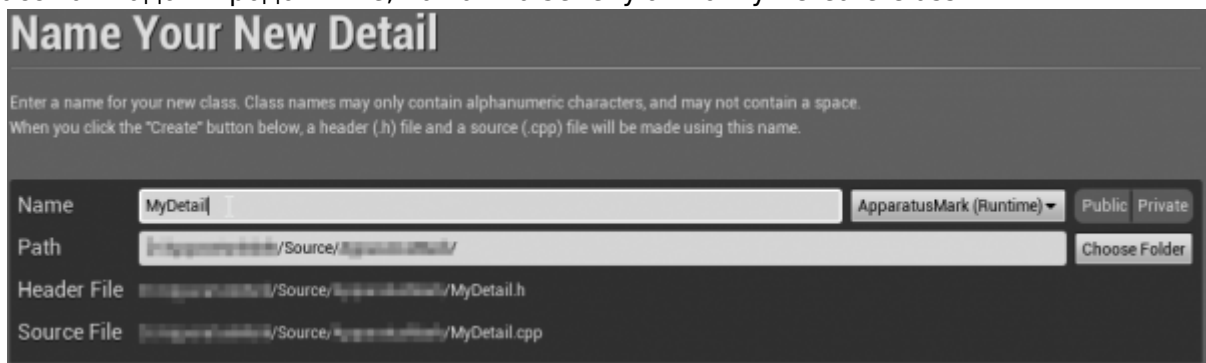 Name Your New Detail
Enter a name for your new class. Class names may only contain alphanumeric characters, and may not contain a space.
When you click the "Create" button below, a header (.h) file and a source (.cpp) file will be made using this name.
Name MyDetail ApparatusMark (Runtime) Public Private
Path /Source/ / Choose Folder
Header File /Source/ /MyDetail.h
Source File /Source/ /MyDetail.cpp